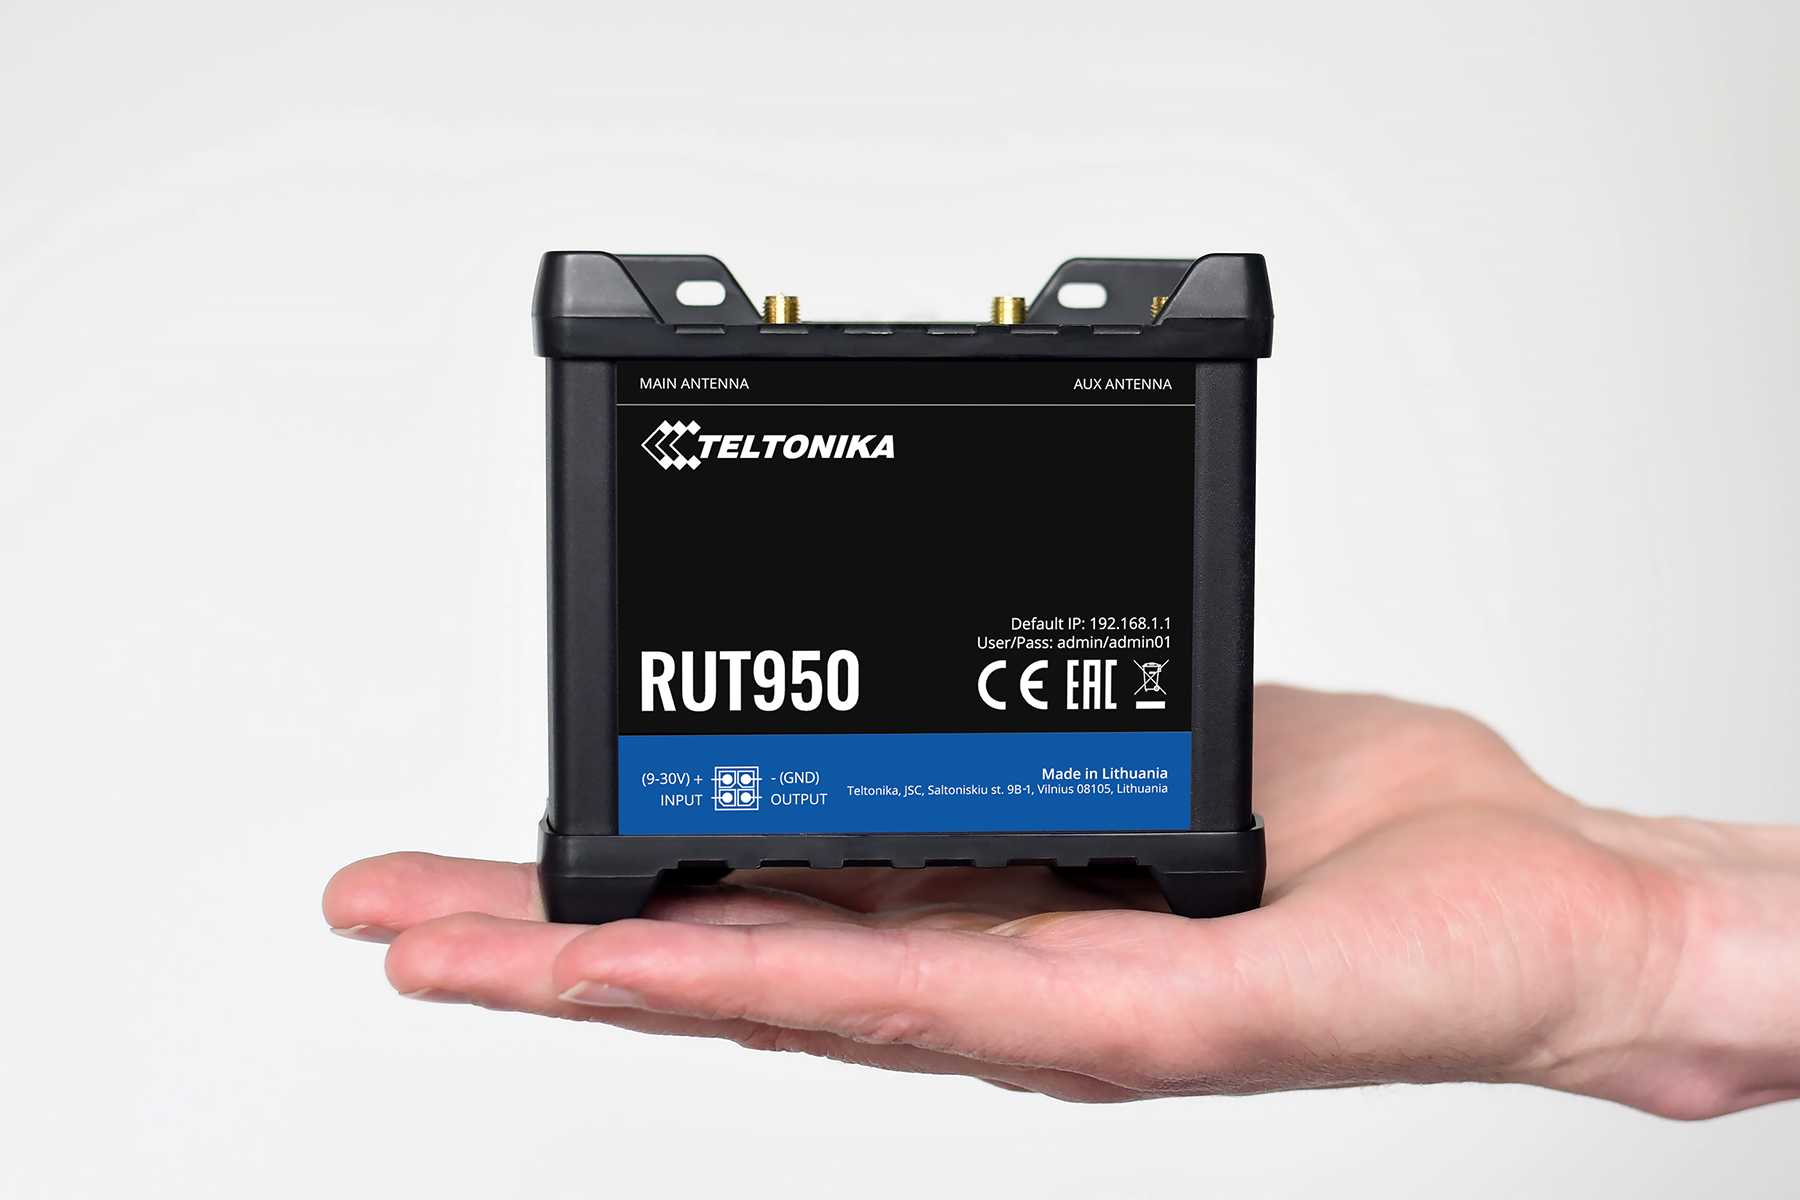 MAIN ANTENNA AUX ANTENNA
TELTONIKA
Default IP: 192.168.1.1
User/Pass: admin/admin01
RUT950
CE EAC
(9-30V) + - (GND)
INPUT OUTPUT
Made in Lithuania
Teltonika, JSC, Saltoniskiu st. 9B-1, Vilnius 08105, Lithuania